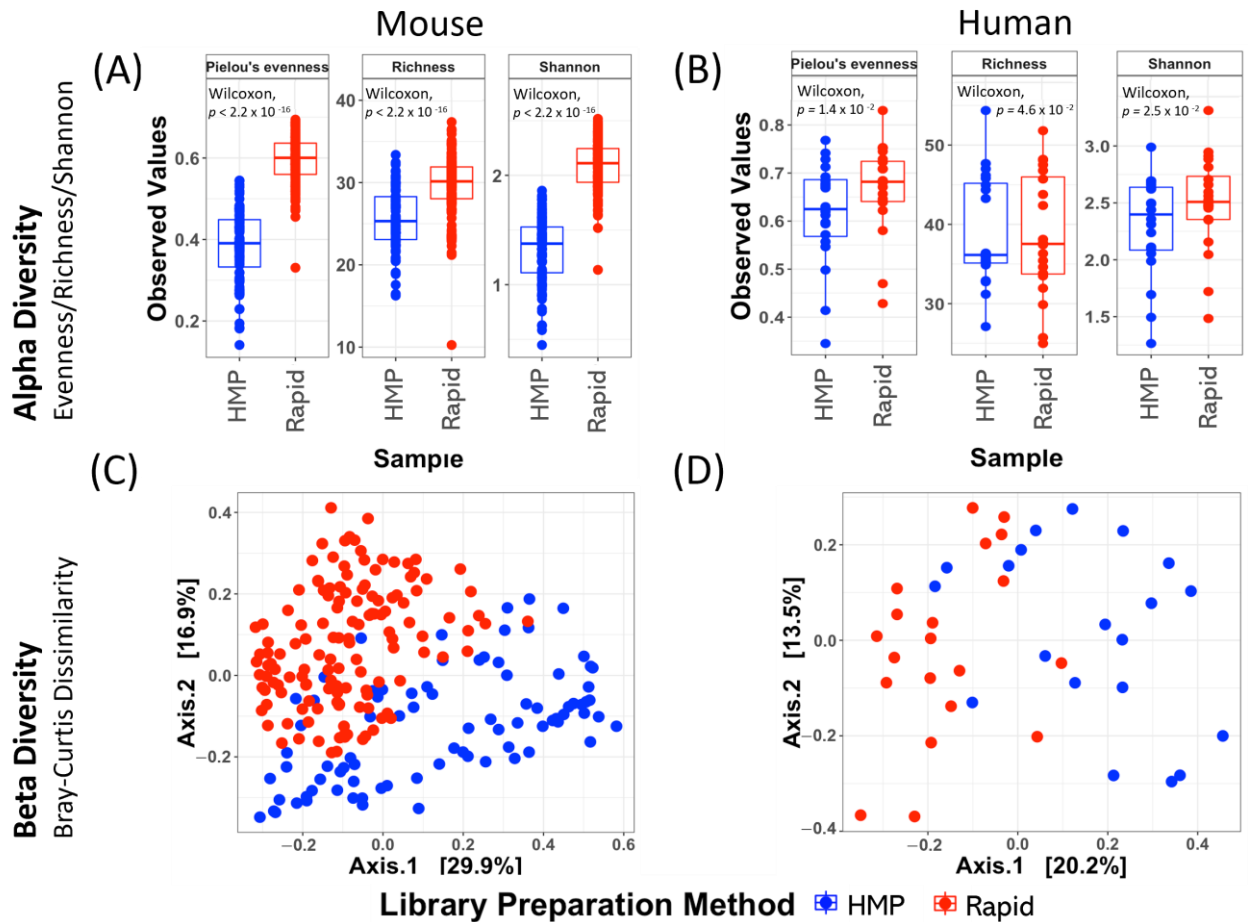 Mouse
Human
(A)
Pielou's evenness
Richness
Shannon
Wilcoxon,
p < 2.2 x 10 -16
Wilcoxon,
p < 2.2 x 10 -16
Wilcoxon,
p < 2.2 x 10 -16
Observed Values
0.6
0.4
0.2
40
30
20
10
2
1
HMP
Rapid
HMP
Rapid
HMP
Rapid
Sample
(B)
Pielou's evenness
Richness
Shannon
Wilcoxon,
p = 1.4 x 10 -2
Wilcoxon,
p = 4.6 x 10 -2
Wilcoxon,
p = 2.5 x 10 -2
Observed Values
0.8
0.7
0.6
0.5
0.4
50
40
30
3.0
2.5
2.0
1.5
HMP
Rapid
HMP
Rapid
HMP
Rapid
Sample
Alpha Diversity
Evenness/Richness/Shannon
(C)
Axis.2 [16.9%]
0.4
0.2
0.0
−0.2
−0.2
0.0
0.2
0.4
0.6
Axis.1 [29.9%]
(D)
Axis.2 [13.5%]
0.2
0.0
−0.2
−0.4
−0.2
0.0
0.2
0.4
Axis.1 [20.2%]
Beta Diversity
Bray-Curtis Dissimilarity
Library Preparation Method HMP Rapid